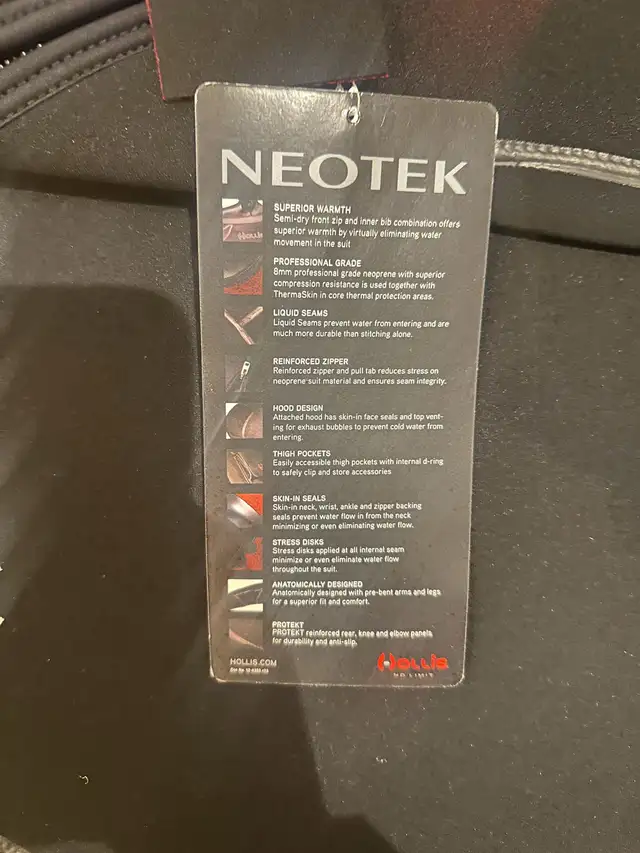 NEOTEK
SUPERIOR WARMTH
Semi-dry front zip and inner bib combination offers
superior warmth by virtually eliminating water
movement in the suit
PROFESSIONAL GRADE
8mm professional grade neoprene with superior
compression resistance is used together with
ThermaSkin in core thermal protection areas.
LIQUID SEAMS
Liquid Seams prevent water from entering and are
much more durable than stitching alone.
REINFORCED ZIPPER
Reinforced zipper and pull tab reduces stress on
neoprene suit material and ensures seam integrity.
HOOD DESIGN
Attached hood has skin-in face seals and top vent-
ing for exhaust bubbles to prevent cold water from
entering.
THIGH POCKETS
Easily accessible thigh pockets with internal d-ring
to safely clip and store accessories
SKIN-IN SEALS
Skin-in neck, wrist, ankle and zipper backing
seals prevent water flow in from the neck
minimizing or even eliminating water flow.
STRESS DISKS
Stress disks applied at all internal seam
minimize or even eliminate water flow
throughout the suit.
ANATOMICALLY DESIGNED
Anatomically designed with pre-bent arms and legs
for a superior fit and comfort.
PROTEKT
PROTEKT reinforced rear, knee and elbow panels
for durability and anti-slip.
HOLLIS.COM
HOLLIS
NO LIMIT